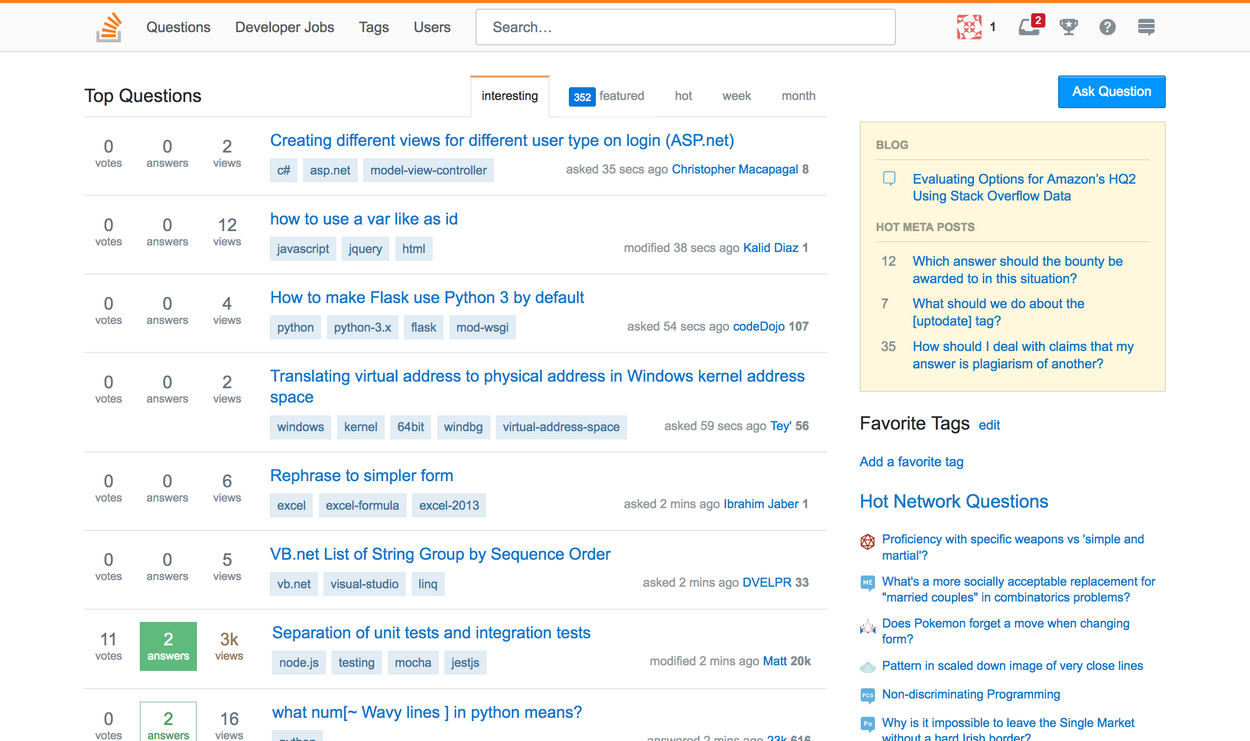 Questions Developer Jobs Tags Users Search… 1 2
Top Questions interesting 352 featured hot week month Ask Question
0 votes 0 answers 2 views
Creating different views for different user type on login (ASP.net)
c# asp.net model-view-controller
asked 35 secs ago Christopher Macapagal 8
0 votes 0 answers 12 views
how to use a var like as id
javascript jquery html
modified 38 secs ago Kalid Diaz 1
0 votes 0 answers 4 views
How to make Flask use Python 3 by default
python python-3.x flask mod-wsgi
asked 54 secs ago codeDojo 107
0 votes 0 answers 2 views
Translating virtual address to physical address in Windows kernel address
space
windows kernel 64bit windbg virtual-address-space
asked 59 secs ago Tey' 56
0 votes 0 answers 6 views
Rephrase to simpler form
excel excel-formula excel-2013
asked 2 mins ago Ibrahim Jaber 1
0 votes 0 answers 5 views
VB.net List of String Group by Sequence Order
vb.net visual-studio linq
asked 2 mins ago DVELPR 33
11 votes 2 answers 3k views
Separation of unit tests and integration tests
node.js testing mocha jestjs
modified 2 mins ago Matt 20k
0 votes 2 answers 16 views
what num[~ Wavy lines ] in python means?
python
answered 2 mins ago 23k 616
BLOG
Evaluating Options for Amazon’s HQ2
Using Stack Overflow Data
HOT META POSTS
12 Which answer should the bounty be
awarded to in this situation?
7 What should we do about the
[uptodate] tag?
35 How should I deal with claims that my
answer is plagiarism of another?
Favorite Tags edit
Add a favorite tag
Hot Network Questions
Proficiency with specific weapons vs 'simple and
martial'?
ME What's a more socially acceptable replacement for
"married couples" in combinatorics problems?
Does Pokemon forget a move when changing
form?
Pattern in scaled down image of very close lines
PCG Non-discriminating Programming
Po Why is it impossible to leave the Single Market
without a hard Irish border?